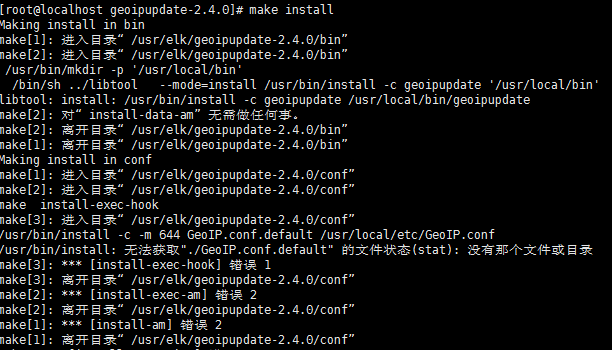 [root@localhost geoipupdate-2.4.0]# make install
Making install in bin
make[1]: 进入目录“ /usr/elk/geoipupdate-2.4.0/bin”
make[2]: 进入目录“ /usr/elk/geoipupdate-2.4.0/bin”
/usr/bin/mkdir -p '/usr/local/bin'
/bin/sh ../libtool   --mode=install /usr/bin/install -c geoipupdate '/usr/local/bin'
libtool: install: /usr/bin/install -c geoipupdate /usr/local/bin/geoipupdate
make[2]: 对“ install-data-am” 无需做任何事。
make[2]: 离开目录“ /usr/elk/geoipupdate-2.4.0/bin”
make[1]: 离开目录“ /usr/elk/geoipupdate-2.4.0/bin”
Making install in conf
make[1]: 进入目录“ /usr/elk/geoipupdate-2.4.0/conf”
make[2]: 进入目录“ /usr/elk/geoipupdate-2.4.0/conf”
make  install-exec-hook
make[3]: 进入目录“ /usr/elk/geoipupdate-2.4.0/conf”
/usr/bin/install -c -m 644 GeoIP.conf.default /usr/local/etc/GeoIP.conf
/usr/bin/install: 无法获取"./GeoIP.conf.default" 的文件状态(stat): 没有那个文件或目录
make[3]: *** [install-exec-hook] 错误 1
make[3]: 离开目录“ /usr/elk/geoipupdate-2.4.0/conf”
make[2]: *** [install-exec-am] 错误 2
make[2]: 离开目录“ /usr/elk/geoipupdate-2.4.0/conf”
make[1]: *** [install-am] 错误 2
make[1]: 离开目录“ /usr/elk/geoipupdate-2.4.0/conf”